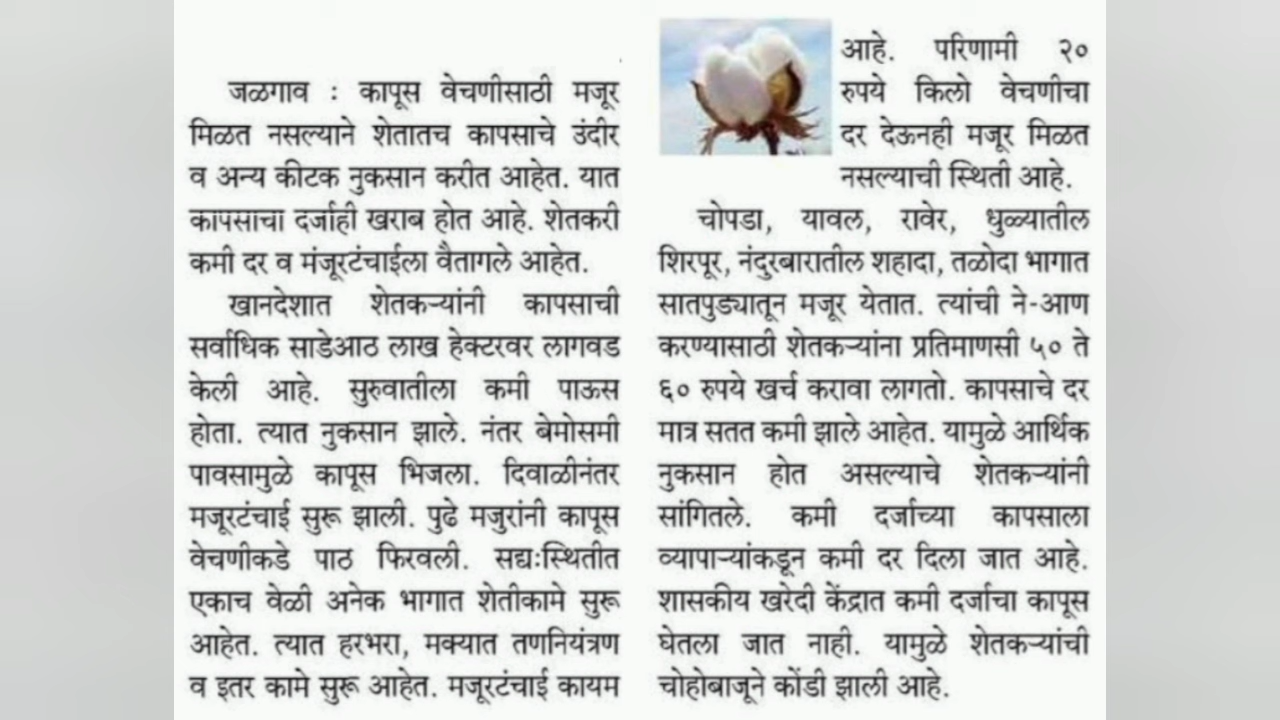 जळगाव : कापूस वेचणीसाठी मजूर
मिळत नसल्याने शेतातच कापसाचे उंदीर
व अन्य कीटक नुकसान करीत आहेत. यात
कापसाचा दर्जाही खराब होत आहे. शेतकरी
कमी दर व मंजूरटंचाईला वैतागले आहेत.
खानदेशात शेतकऱ्यांनी कापसाची
सर्वाधिक साडेआठ लाख हेक्टरवर लागवड
केली आहे. सुरुवातीला कमी पाऊस
होता. त्यात नुकसान झाले. नंतर बेमोसमी
पावसामुळे कापूस भिजला. दिवाळीनंतर
मजूरटंचाई सुरू झाली. पुढे मजुरांनी कापूस
वेचणीकडे पाठ फिरवली. सद्यःस्थितीत
एकाच वेळी अनेक भागात शेतीकामे सुरू
आहेत. त्यात हरभरा, मक्यात तणनियंत्रण
व इतर कामे सुरू आहेत. मजूरटंचाई कायम
आहे. परिणामी २०
रुपये किलो वेचणीचा
दर देऊनही मजूर मिळत
नसल्याची स्थिती आहे.
चोपडा, यावल, रावेर, धुळ्यातील
शिरपूर, नंदुरबारातील शहादा, तळोदा भागात
सातपुड्यातून मजूर येतात. त्यांची ने-आण
करण्यासाठी शेतकऱ्यांना प्रतिमाणसी ५० ते
६० रुपये खर्च करावा लागतो. कापसाचे दर
मात्र सतत कमी झाले आहेत. यामुळे आर्थिक
नुकसान होत असल्याचे शेतकऱ्यांनी
सांगितले. कमी दर्जाच्या कापसाला
व्यापाऱ्यांकडून कमी दर दिला जात आहे.
शासकीय खरेदी केंद्रात कमी दर्जाचा कापूस
घेतला जात नाही. यामुळे शेतकऱ्यांची
चोहोबाजूने कोंडी झाली आहे.